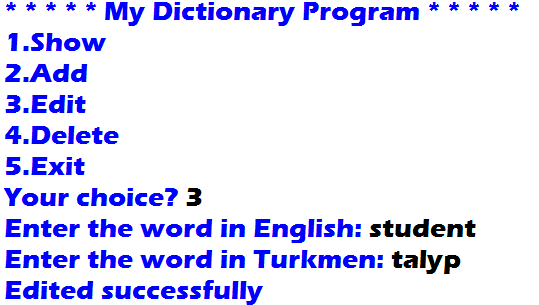 * * * * * My Dictionary Program * * * * *
1.Show
2.Add
3.Edit
4.Delete
5.Exit
Your choice? 3
Enter the word in English: student
Enter the word in Turkmen: talyp
Edited successfully